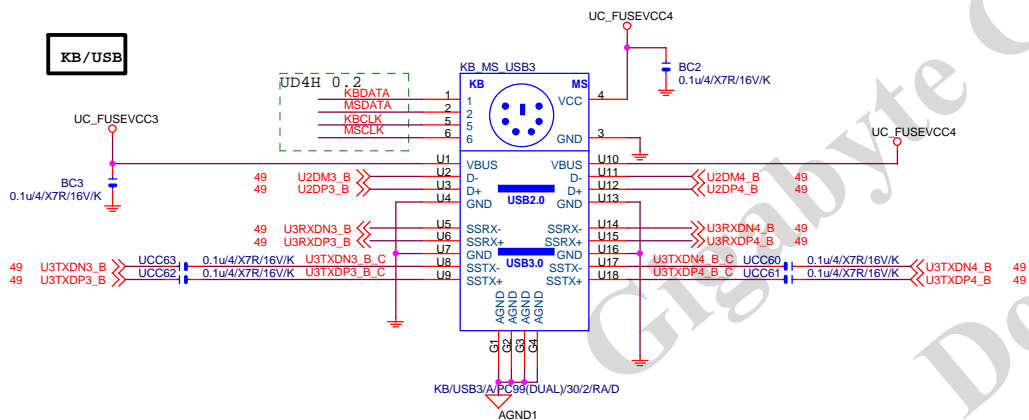 UC_FUSEVCC4
KB/USB
KB_MS_USB3
BC2
0.1u/4/X7R/16V/K
UD4H 0.2
KB
MS
KBDATA 1 1
VCC 4
MSDATA 2 2
KBCLK 5 5
MSCLK 6 6
GND 3
UC_FUSEVCC3
UC_FUSEVCC4
U1 VBUS
VBUS U10
49 U2DM3_B U2 D-
D- U11 U2DM4_B 49
49 U2DP3_B U3 D+
D+ U12 U2DP4_B 49
U4 GND
GND U13
BC3
0.1u/4/X7R/16V/K
USB2.0
49 U3RXDN3_B U5 SSRX-
SSRX- U14 U3RXDN4_B 49
49 U3RXDP3_B U6 SSRX+
SSRX+ U15 U3RXDP4_B 49
U7 GND
GND U16
USB3.0
49 U3TXDN3_B UCC63 0.1u/4/X7R/16V/K U3TXDN3_B_C U8 SSTX-
SSTX- U17 U3TXDN4_B_C UCC60 0.1u/4/X7R/16V/K U3TXDN4_B 49
49 U3TXDP3_B UCC62 0.1u/4/X7R/16V/K U3TXDP3_B_C U9 SSTX+
SSTX+ U18 U3TXDP4_B_C UCC61 0.1u/4/X7R/16V/K U3TXDP4_B 49
AGND AGND AGND AGND
G1 G2 G3 G4
KB/USB3/A/PC99(DUAL)/30/2/RA/D
AGND1
Gigabyte C
Do